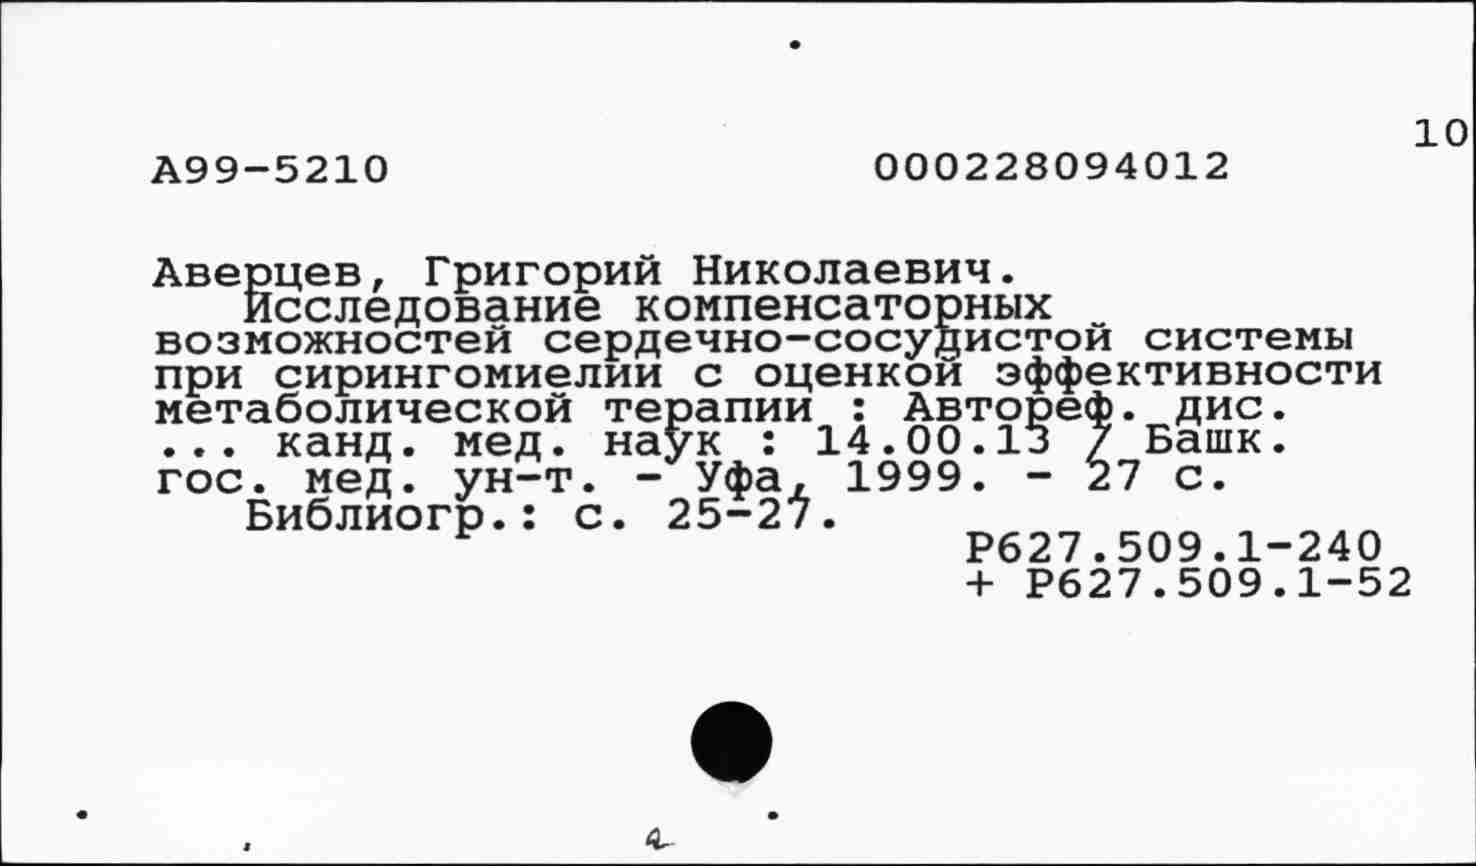 10
А99-5210 000228094012
Аверцев, Григорий Николаевич.
Исследование компенсаторных
возможностей сердечно-сосудистой системы
при сирингомиелии с оценкой эффективности
метаболической терапии : Автореф. дис.
... канд. мед. наук : 14.00.13 / Башк.
гос. мед. ун-т. - Уфа, 1999. - 27 с.
Библиогр.: с. 25-27.
Р627.509.1-240
+ Р627.509.1-52